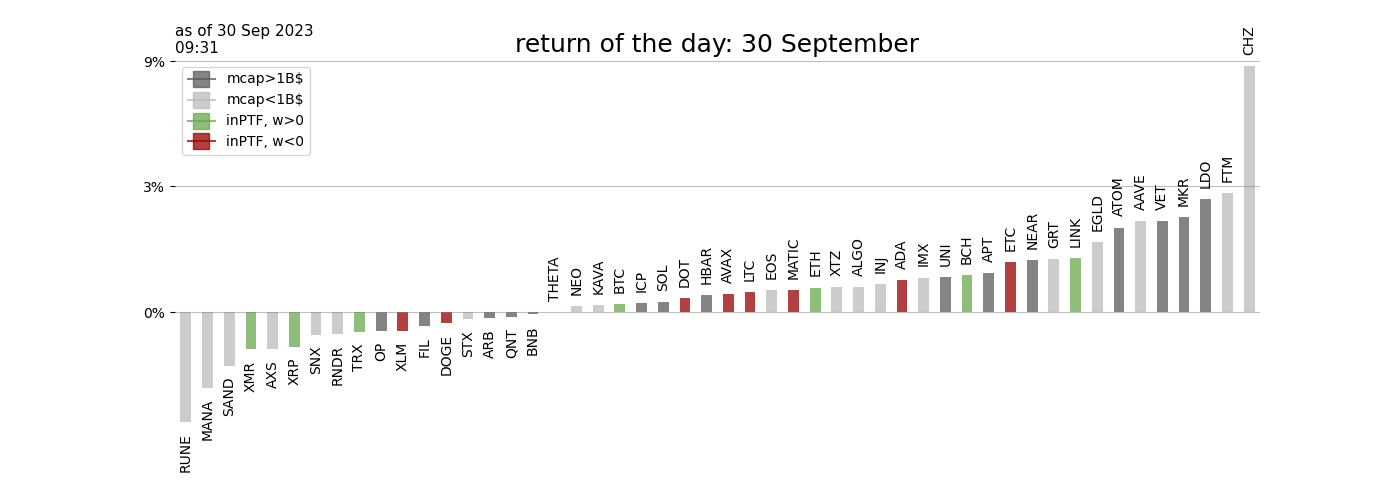 as of 30 Sep 2023
09:31
return of the day: 30 September
9%
3%
0%
mcap>1B$
mcap<1B$
inPTF, w>0
inPTF, w<0
RUNE
MANA
SAND
XMR
AXS
XRP
SNX
RNDR
TRX
OP
XLM
FIL
DOGE
STX
ARB
QNT
BNB
THETA
NEO
KAVA
BTC
ICP
SOL
DOT
HBAR
AVAX
LTC
EOS
MATIC
ETH
XTZ
ALGO
INJ
ADA
IMX
UNI
BCH
APT
ETC
NEAR
GRT
LINK
EGLD
ATOM
AAVE
VET
MKR
LDO
FTM
CHZ